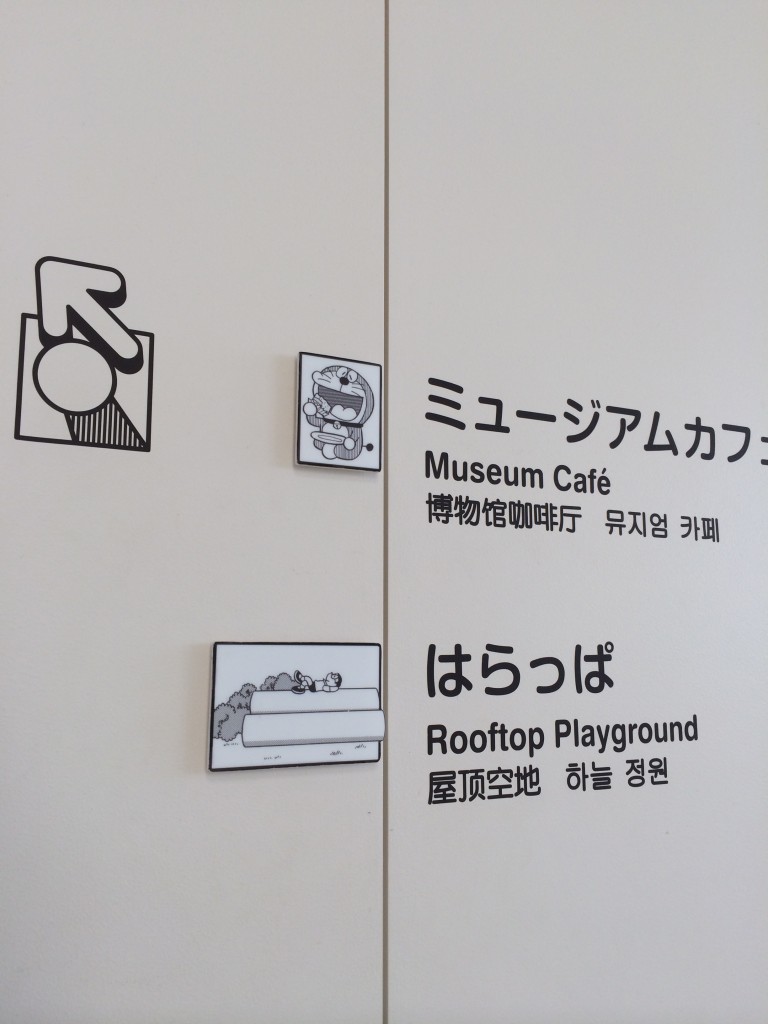 ミュージアムカフェ
Museum Café
博物馆咖啡厅 뮤지엄 카페
はらっぱ
Rooftop Playground
屋顶空地 하늘 정원